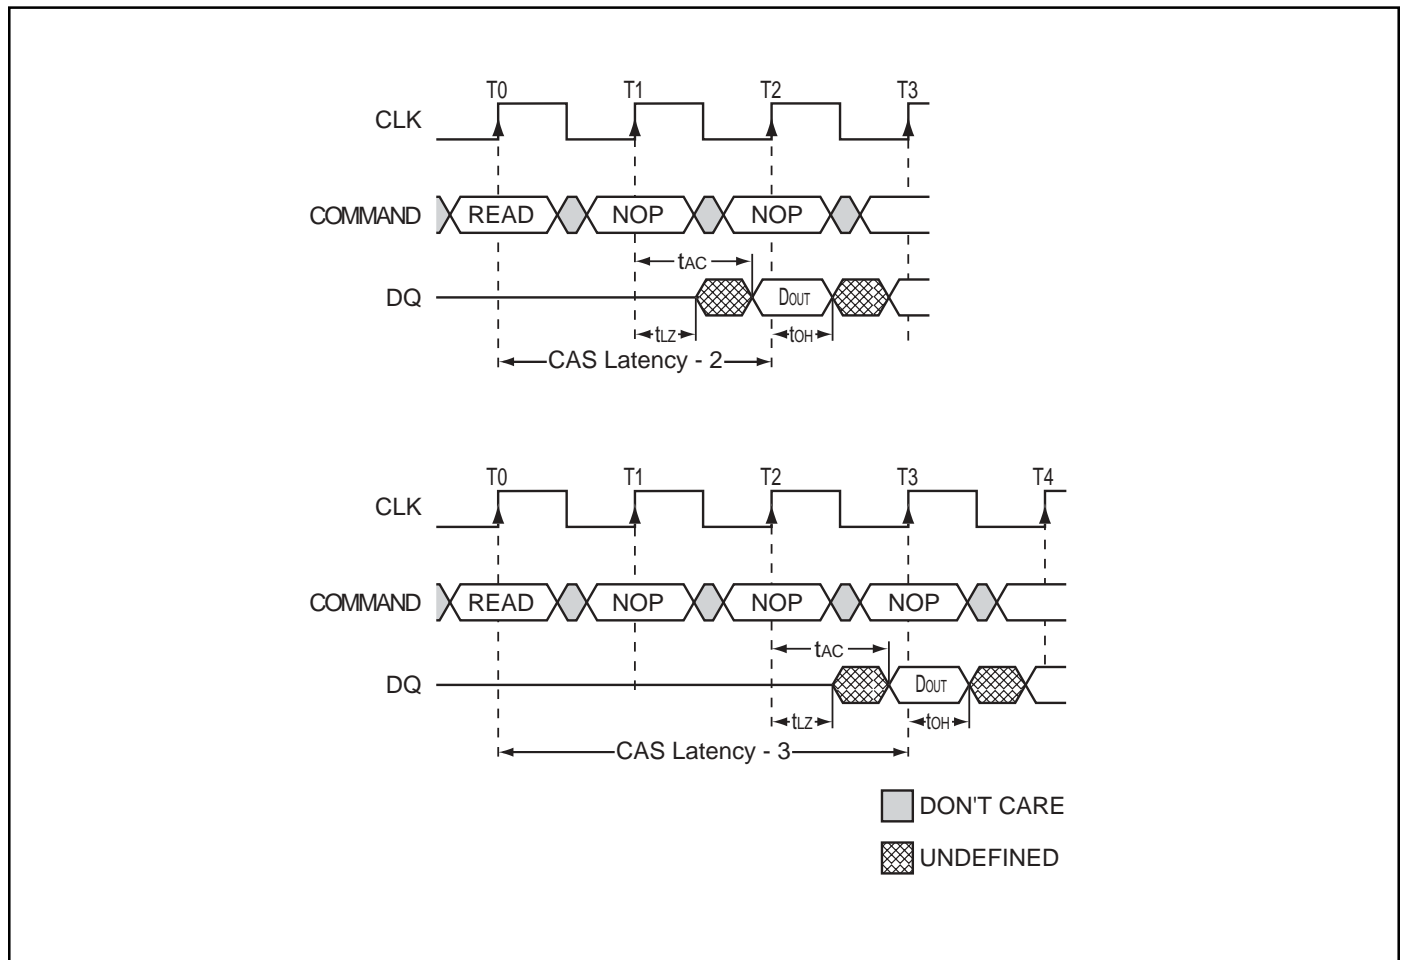 T0 T1 T2 T3
CLK
COMMAND READ NOP NOP
tAC
DQ DOUT
tLZ tOH
CAS Latency - 2
T0 T1 T2 T3 T4
CLK
COMMAND READ NOP NOP NOP
tAC
DQ DOUT
tLZ tOH
CAS Latency - 3
DON'T CARE
UNDEFINED